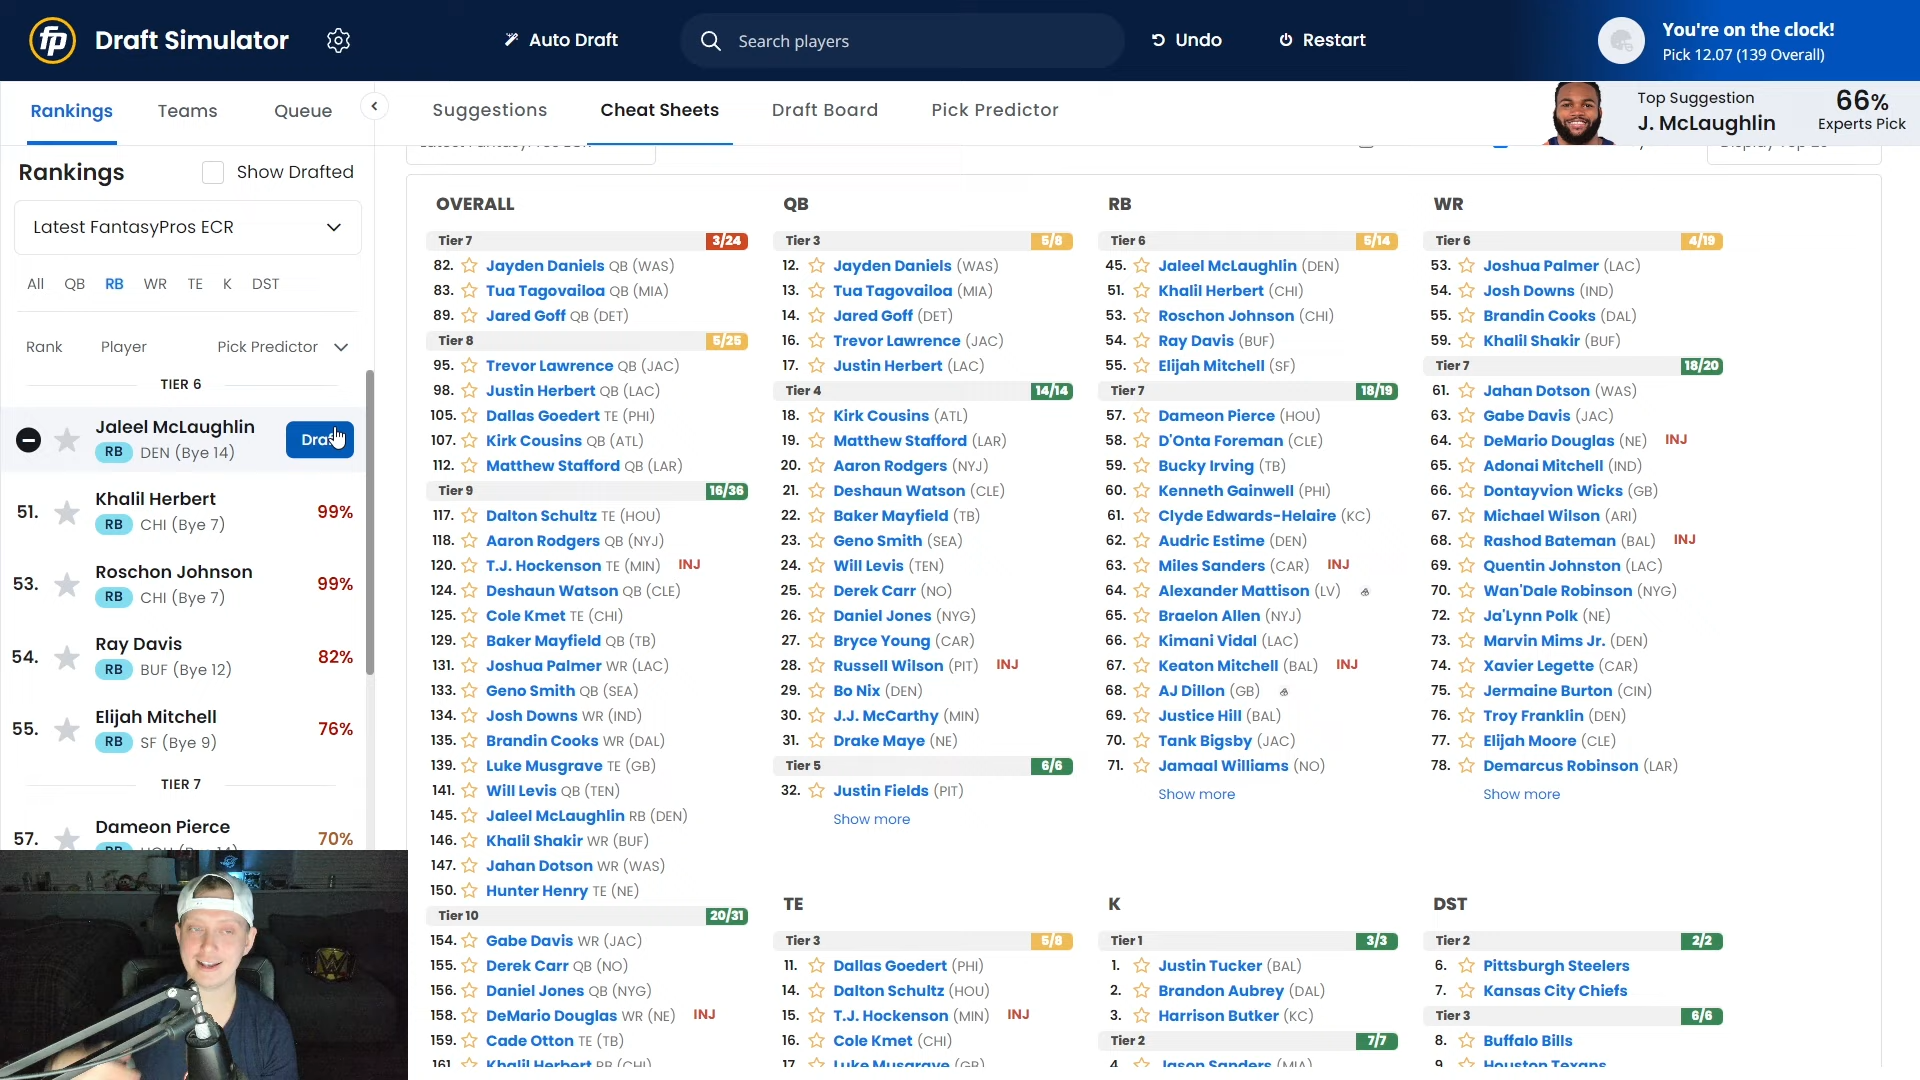 fp
Draft Simulator
Auto Draft
Search players
Undo
Restart
You're on the clock!
Pick 12.07 (139 Overall)
Rankings
Teams
Queue
Suggestions
Cheat Sheets
Draft Board
Pick Predictor
Top Suggestion
J. McLaughlin
66%
Experts Pick
Rankings
Show Drafted
Latest FantasyPros ECR
All QB RB WR TE K DST
Rank Player Pick Predictor
TIER 6
Jaleel McLaughlin
RB DEN (Bye 14)
51. Khalil Herbert 99%
RB CHI (Bye 7)
53. Roschon Johnson 99%
RB CHI (Bye 7)
54. Ray Davis 82%
RB BUF (Bye 12)
55. Elijah Mitchell 76%
RB SF (Bye 9)
TIER 7
57. Dameon Pierce 70%
OVERALL
Tier 7 3/24
82. Jayden Daniels QB (WAS)
83. Tua Tagovailoa QB (MIA)
89. Jared Goff QB (DET)
Tier 8 5/25
95. Trevor Lawrence QB (JAC)
98. Justin Herbert QB (LAC)
105. Dallas Goedert TE (PHI)
107. Kirk Cousins QB (ATL)
112. Matthew Stafford QB (LAR)
Tier 9 16/36
117. Dalton Schultz TE (HOU)
118. Aaron Rodgers QB (NYJ)
120. T.J. Hockenson TE (MIN) INJ
124. Deshaun Watson QB (CLE)
125. Cole Kmet TE (CHI)
129. Baker Mayfield QB (TB)
131. Joshua Palmer WR (LAC)
133. Geno Smith QB (SEA)
134. Josh Downs WR (IND)
135. Brandin Cooks WR (DAL)
139. Luke Musgrave TE (GB)
141. Will Levis QB (TEN)
145. Jaleel McLaughlin RB (DEN)
146. Khalil Shakir WR (BUF)
147. Jahan Dotson WR (WAS)
150. Hunter Henry TE (NE)
Tier 10 20/31
154. Gabe Davis WR (JAC)
155. Derek Carr QB (NO)
156. Daniel Jones QB (NYG)
158. DeMario Douglas WR (NE) INJ
159. Cade Otton TE (TB)
161. Khalil Herbert RB (CHI)
QB
Tier 3 5/8
12. Jayden Daniels (WAS)
13. Tua Tagovailoa (MIA)
14. Jared Goff (DET)
16. Trevor Lawrence (JAC)
17. Justin Herbert (LAC)
Tier 4 14/14
18. Kirk Cousins (ATL)
19. Matthew Stafford (LAR)
20. Aaron Rodgers (NYJ)
21. Deshaun Watson (CLE)
22. Baker Mayfield (TB)
23. Geno Smith (SEA)
24. Will Levis (TEN)
25. Derek Carr (NO)
26. Daniel Jones (NYG)
27. Bryce Young (CAR)
28. Russell Wilson (PIT) INJ
29. Bo Nix (DEN)
30. J.J. McCarthy (MIN)
31. Drake Maye (NE)
Tier 5 6/6
32. Justin Fields (PIT)
Show more
RB
Tier 6 5/14
45. Jaleel McLaughlin (DEN)
51. Khalil Herbert (CHI)
53. Roschon Johnson (CHI)
54. Ray Davis (BUF)
55. Elijah Mitchell (SF)
Tier 7 18/19
57. Dameon Pierce (HOU)
58. D'Onta Foreman (CLE)
59. Bucky Irving (TB)
60. Kenneth Gainwell (PHI)
61. Clyde Edwards-Helaire (KC)
62. Audric Estime (DEN)
63. Miles Sanders (CAR) INJ
64. Alexander Mattison (LV)
65. Braelon Allen (NYJ)
66. Kimani Vidal (LAC)
67. Keaton Mitchell (BAL) INJ
68. AJ Dillon (GB)
69. Justice Hill (BAL)
70. Tank Bigsby (JAC)
71. Jamaal Williams (NO)
Show more
WR
Tier 6 4/19
53. Joshua Palmer (LAC)
54. Josh Downs (IND)
55. Brandin Cooks (DAL)
59. Khalil Shakir (BUF)
Tier 7 18/20
61. Jahan Dotson (WAS)
63. Gabe Davis (JAC)
64. DeMario Douglas (NE) INJ
65. Adonai Mitchell (IND)
66. Dontayvion Wicks (GB)
67. Michael Wilson (ARI)
68. Rashod Bateman (BAL) INJ
69. Quentin Johnston (LAC)
70. Wan'Dale Robinson (NYG)
72. Ja'Lynn Polk (NE)
73. Marvin Mims Jr. (DEN)
74. Xavier Legette (CAR)
75. Jermaine Burton (CIN)
76. Troy Franklin (DEN)
77. Elijah Moore (CLE)
78. Demarcus Robinson (LAR)
Show more
TE
Tier 3 5/8
11. Dallas Goedert (PHI)
14. Dalton Schultz (HOU)
15. T.J. Hockenson (MIN) INJ
16. Cole Kmet (CHI)
17. Luke Musgrave (GB)
K
Tier 1 3/3
1. Justin Tucker (BAL)
2. Brandon Aubrey (DAL)
3. Harrison Butker (KC)
Tier 2 7/7
4. Jason Sanders (MIA)
DST
Tier 2 2/2
6. Pittsburgh Steelers
7. Kansas City Chiefs
Tier 3 6/6
8. Buffalo Bills
9. Houston Texans